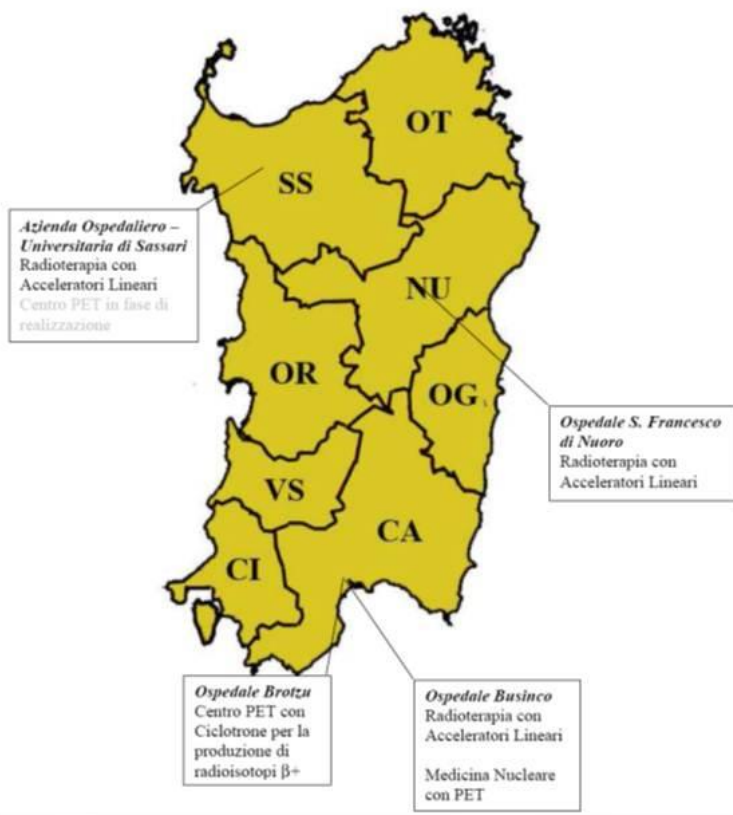 OT
SS
Azienda Ospedaliero –
Universitaria di Sassari
Radioterapia con
Acceleratori Lineari
Centro PET in fase di
realizzazione
NU
OR
OG
Ospedale S. Francesco
di Nuoro
Radioterapia con
Acceleratori Lineari
VS
CA
CI
Ospedale Brotzu
Centro PET con
Ciclotrone per la
produzione di
radioisotopi β+
Ospedale Businco
Radioterapia con
Acceleratori Lineari
Medicina Nucleare
con PET